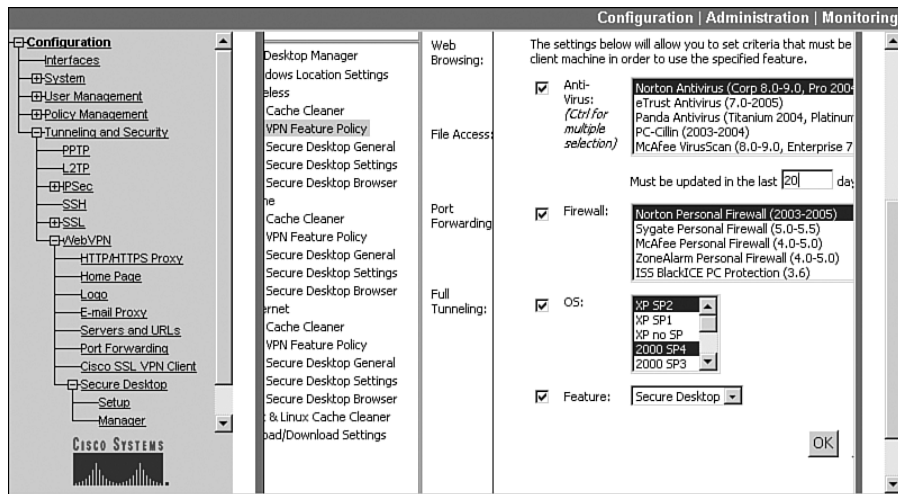 Configuration | Administration | Monitoring
Configuration
Interfaces
System
User Management
Policy Management
Tunneling and Security
PPTP
L2TP
IPSec
SSH
SSL
WebVPN
HTTP/HTTPS Proxy
Home Page
Logo
E-mail Proxy
Servers and URLs
Port Forwarding
Cisco SSL VPN Client
Secure Desktop
Setup
Manager
CISCO SYSTEMS
Desktop Manager
dows Location Settings
eless
Cache Cleaner
VPN Feature Policy
Secure Desktop General
Secure Desktop Settings
Secure Desktop Browser
ne
Cache Cleaner
VPN Feature Policy
Secure Desktop General
Secure Desktop Settings
Secure Desktop Browser
ernet
Cache Cleaner
VPN Feature Policy
Secure Desktop General
Secure Desktop Settings
Secure Desktop Browser
& Linux Cache Cleaner
oad/Download Settings
Web
Browsing:
File Access:
Port
Forwarding
Full
Tunneling:
The settings below will allow you to set criteria that must be
client machine in order to use the specified feature.
Anti-
Virus:
(Ctrl for
multiple
selection)
Norton Antivirus (Corp 8.0-9.0, Pro 2004
eTrust Antivirus (7.0-2005)
Panda Antivirus (Titanium 2004, Platinum
PC-Cillin (2003-2004)
McAfee VirusScan (8.0-9.0, Enterprise 7
Must be updated in the last 20 day
Firewall:
Norton Personal Firewall (2003-2005)
Sygate Personal Firewall (5.0-5.5)
McAfee Personal Firewall (4.0-5.0)
ZoneAlarm Personal Firewall (4.0-5.0)
ISS BlackICE PC Protection (3.6)
OS:
XP SP2
XP SP1
XP no SP
2000 SP4
2000 SP3
Feature: Secure Desktop
OK